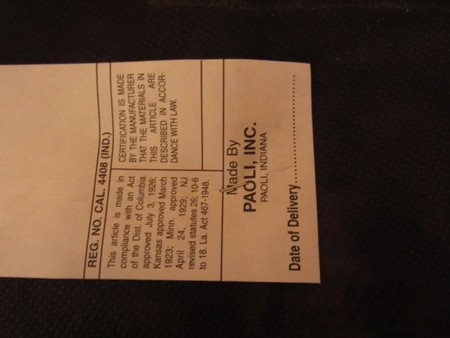 REG. NO. CAL. 4408 (IND.)
This article is made in
compliance with an Act
of the Dist. of Columbia
approved July 3, 1926;
Kansas approved March
1923; Minn. approved
April 24, 1929; NJ
revised statutes 26; 10-6
to 18. La. Act 467-1948.
CERTIFICATION IS MADE
BY THE MANUFACTURER
THAT THE MATERIALS IN
THIS ARTICLE ARE
DESCRIBED IN ACCOR-
DANCE WITH LAW.
Made By
PAOLI, INC.
PAOLI, INDIANA
Date of Delivery..............................